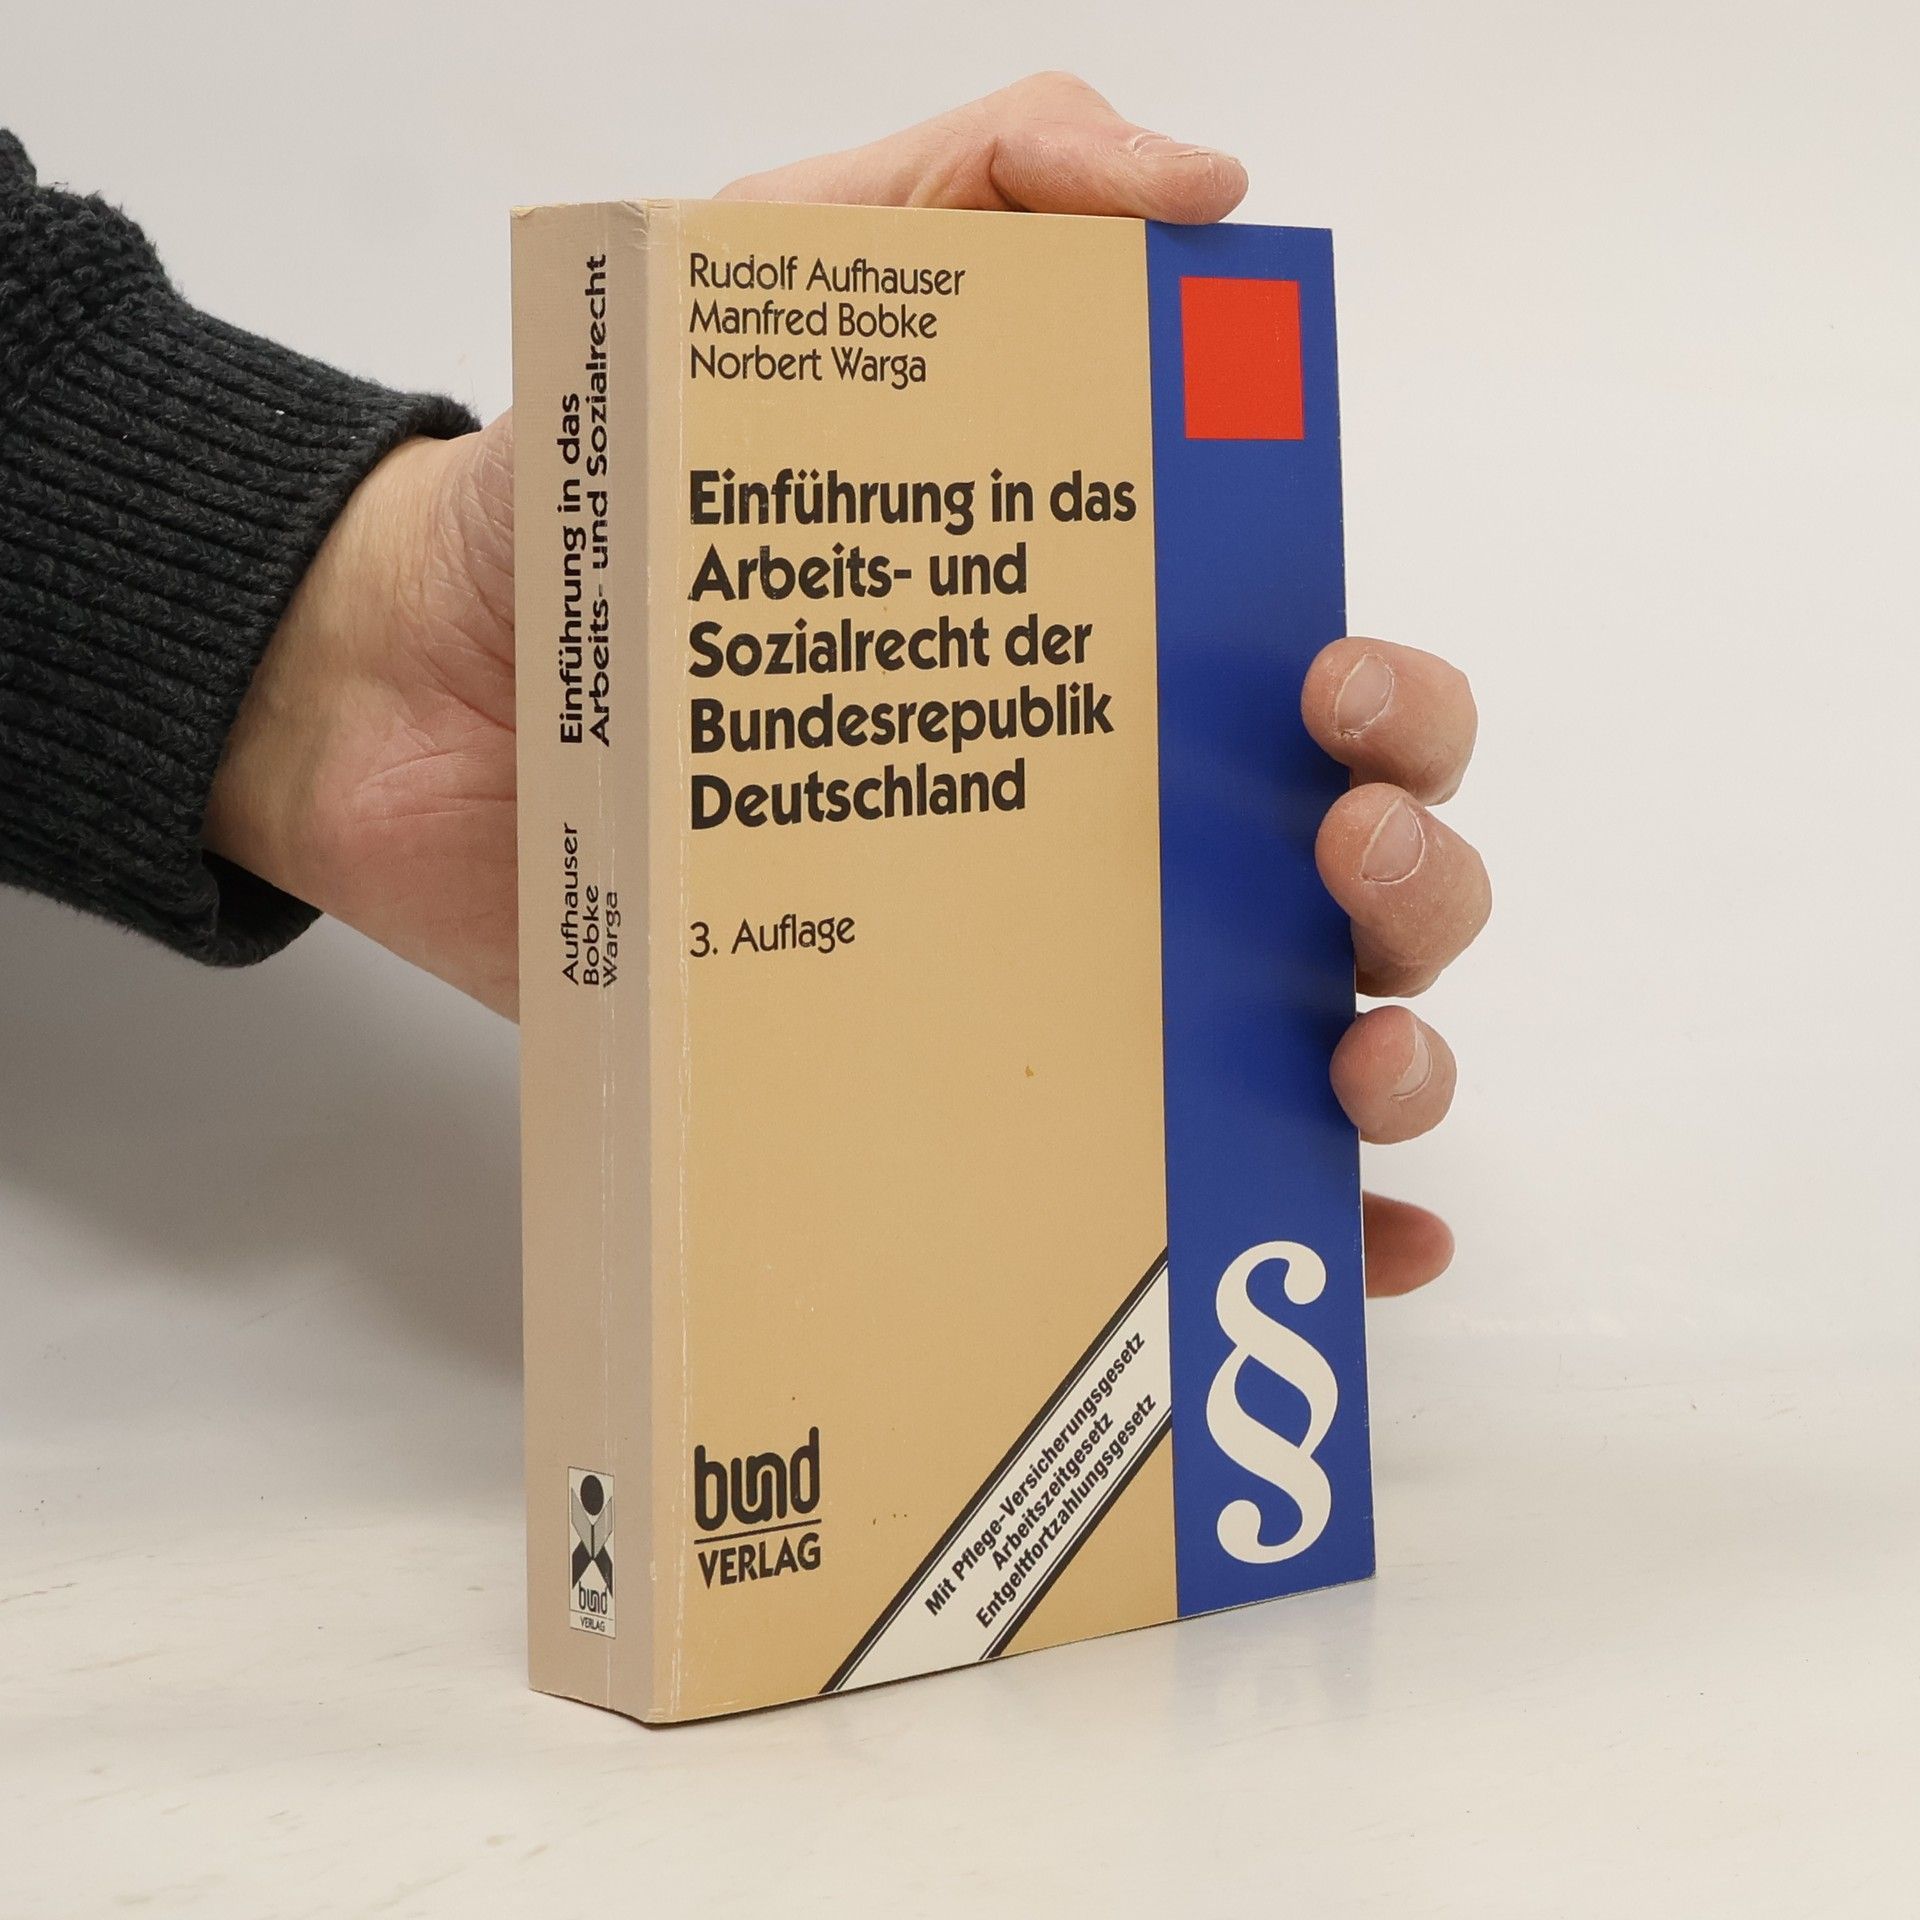 Rudolf Aufhauser
Manfred Bobke
Norbert Warga
Einführung in das
Arbeits- und
Sozialrecht der
Bundesrepublik
Deutschland
3. Auflage
bund
VERLAG
Mit Pflege-Versicherungsgesetz
Arbeitszeitgesetz
Entgeltfortzahlungsgesetz
§
Einführung in das
Arbeits- und Sozialrecht
Aufhauser
Bobke
Warga
bund
VERLAG